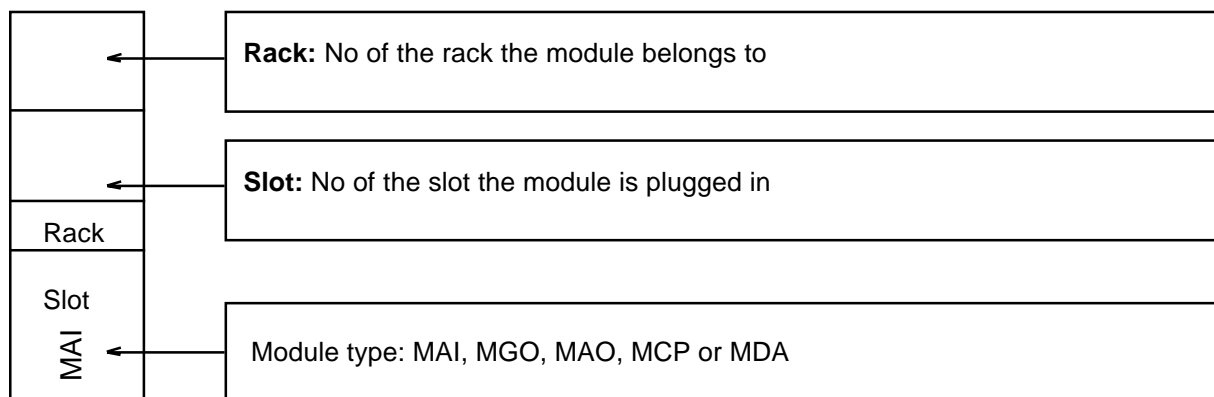 Rack: No of the rack the module belongs to
Slot: No of the slot the module is plugged in
Rack
Slot
MAI
Module type: MAI, MGO, MAO, MCP or MDA